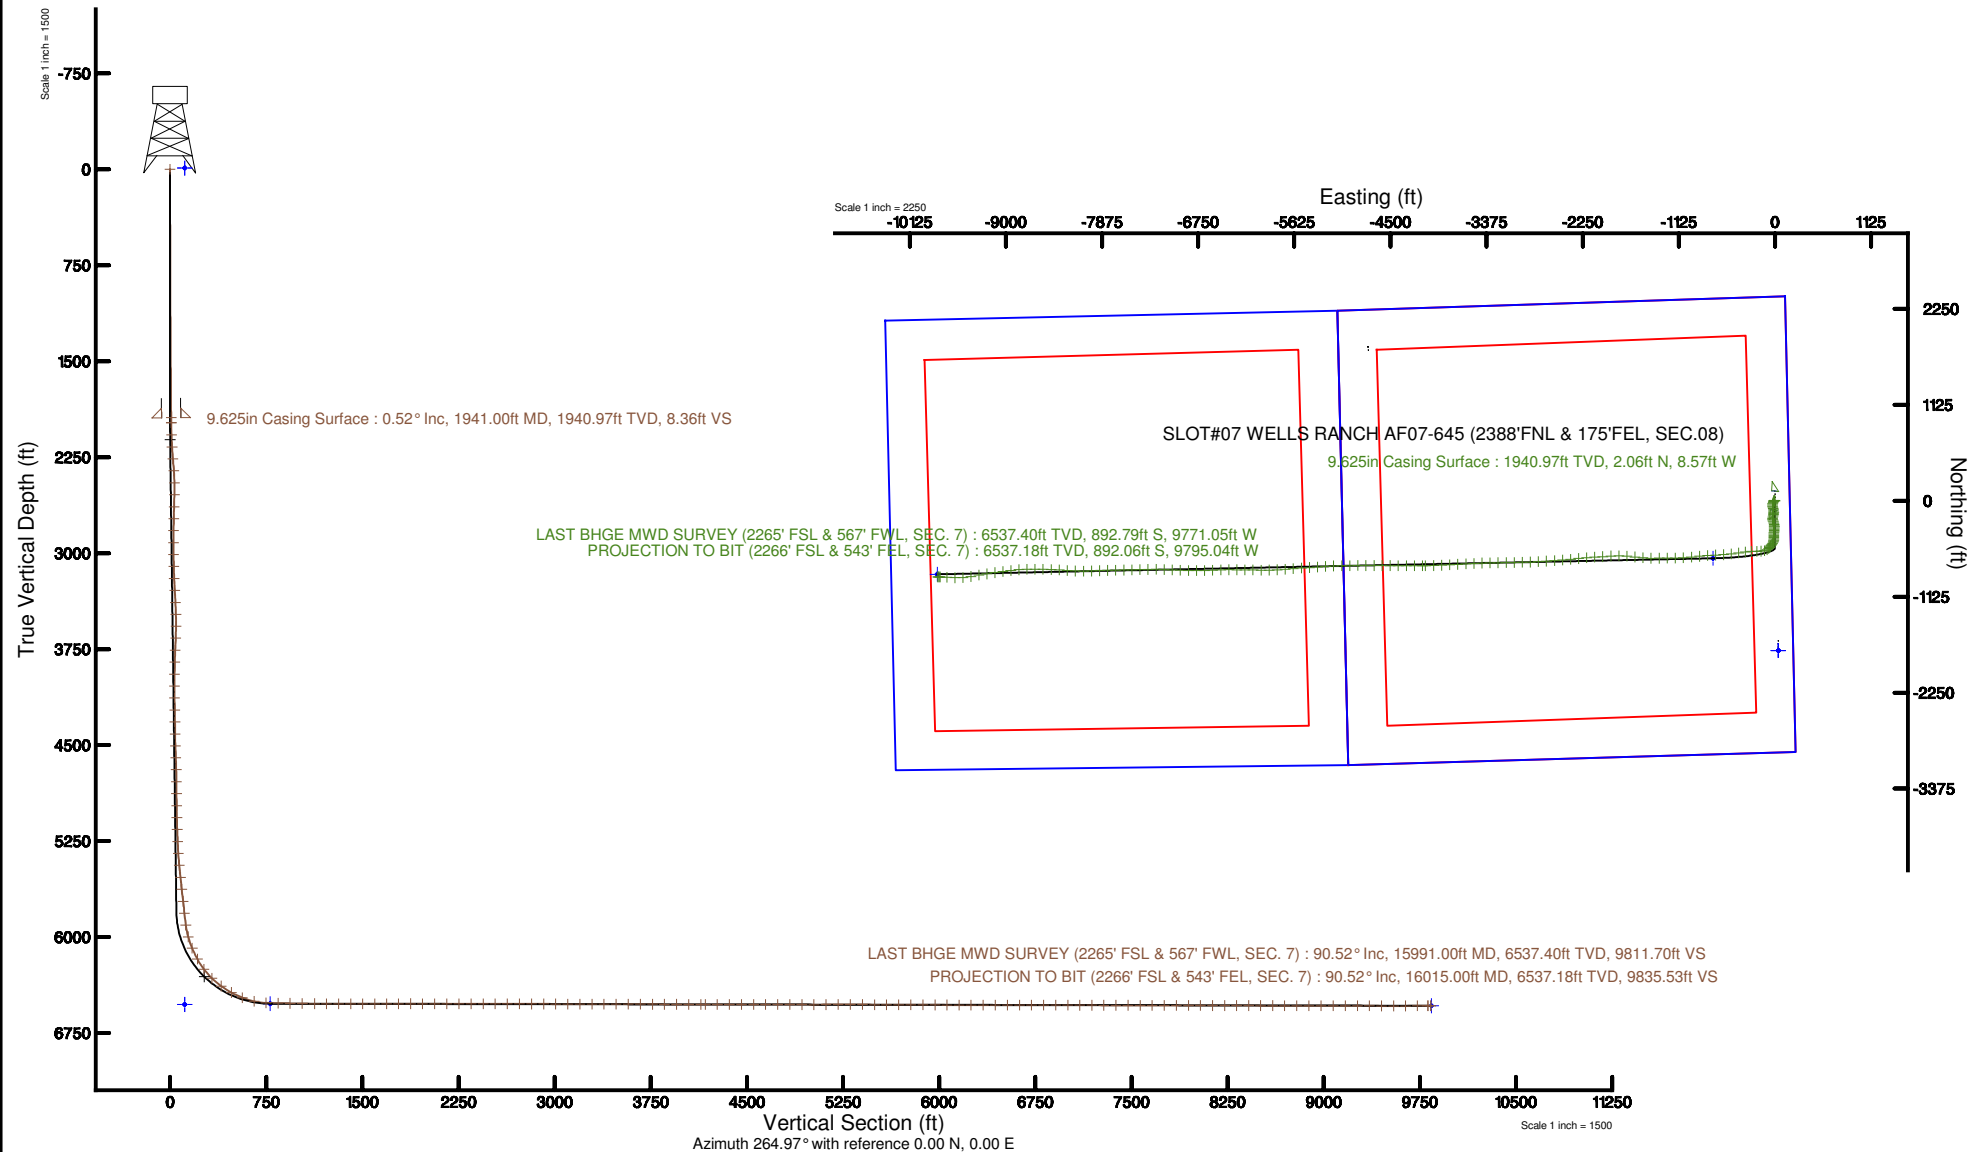 Scale 1 inch = 1500
-750
0
750
1500
2250
3000
3750
4500
5250
6000
6750
True Vertical Depth (ft)
9.625in Casing Surface : 0.52° Inc, 1941.00ft MD, 1940.97ft TVD, 8.36ft VS
Easting (ft)
Scale 1 inch = 2250
-10125 -9000 -7875 -6750 -5625 -4500 -3375 -2250 -1125 0 1125
2250
1125
0
-1125
-2250
-3375
Northing (ft)
SLOT#07 WELLS RANCH AF07-645 (2388'FNL & 175'FEL, SEC.08)
9.625in Casing Surface : 1940.97ft TVD, 2.06ft N, 8.57ft W
LAST BHGE MWD SURVEY (2265' FSL & 567' FWL, SEC. 7) : 6537.40ft TVD, 892.79ft S, 9771.05ft W
PROJECTION TO BIT (2266' FSL & 543' FEL, SEC. 7) : 6537.18ft TVD, 892.06ft S, 9795.04ft W
LAST BHGE MWD SURVEY (2265' FSL & 567' FWL, SEC. 7) : 90.52° Inc, 15991.00ft MD, 6537.40ft TVD, 9811.70ft VS
PROJECTION TO BIT (2266' FSL & 543' FEL, SEC. 7) : 90.52° Inc, 16015.00ft MD, 6537.18ft TVD, 9835.53ft VS
0 750 1500 2250 3000 3750 4500 5250 6000 6750 7500 8250 9000 9750 10500 11250
Vertical Section (ft)
Scale 1 inch = 1500
Azimuth 264.97° with reference 0.00 N, 0.00 E